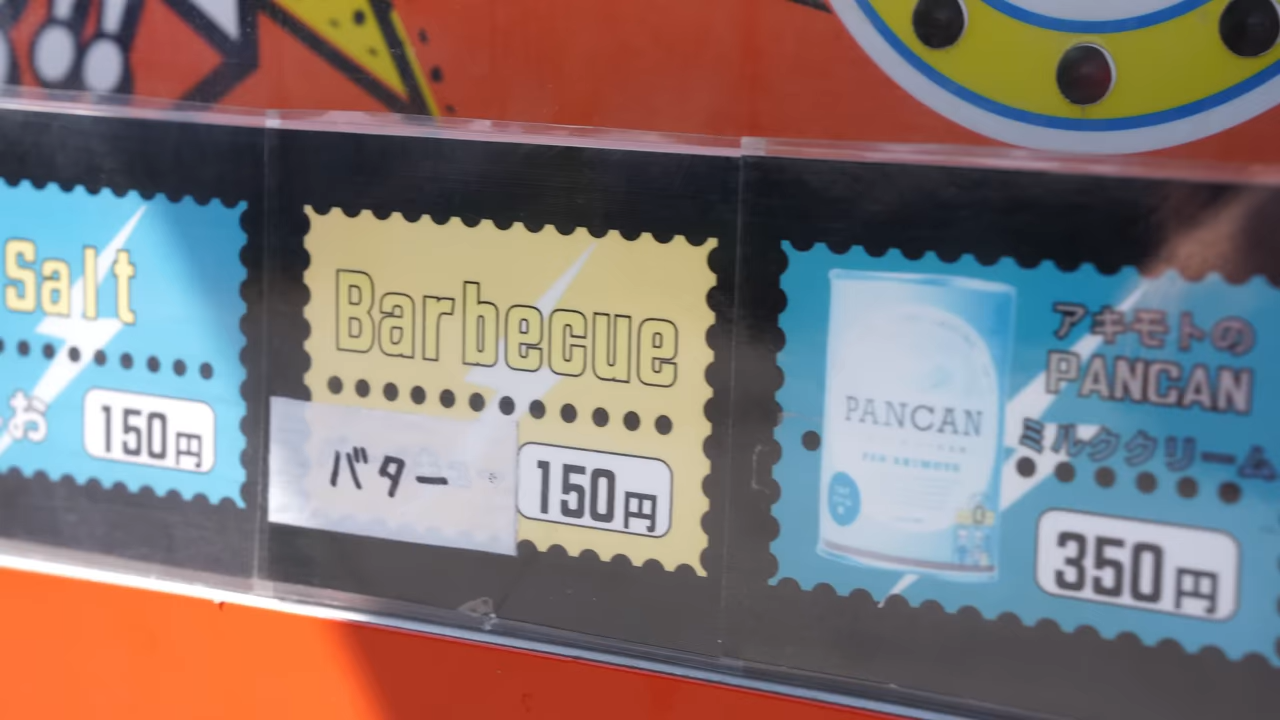 Salt
お
150円
Barbecue
バター
150円
PANCAN
アキモトの
PANCAN
ミルククリーム
350円